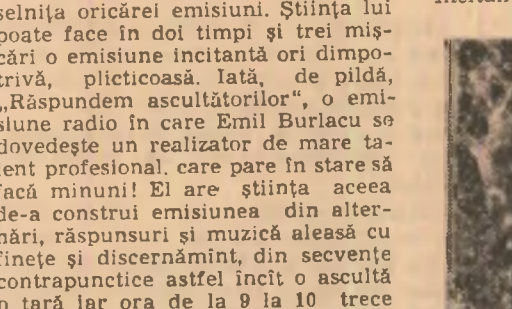 selnița oricărei emisiuni. Știința lui
poate face în doi timpi și trei miș-
cări o emisiune incitantă ori dimpo-
trivă, plicticoasă. Iată, de pildă,
„Răspundem ascultătorilor“, o emi-
siune radio în care Emil Burlacu se
dovedește un realizator de mare ta-
lent profesional. care pare în stare să
facă minuni! El are știința aceea
de-a construi emisiunea din alter-
nări, răspunsuri și muzică aleasă cu
finețe și discernămînt, din secvențe
contrapunctice astfel încît o ascultă
o țară iar ora de la 9 la 10 trece